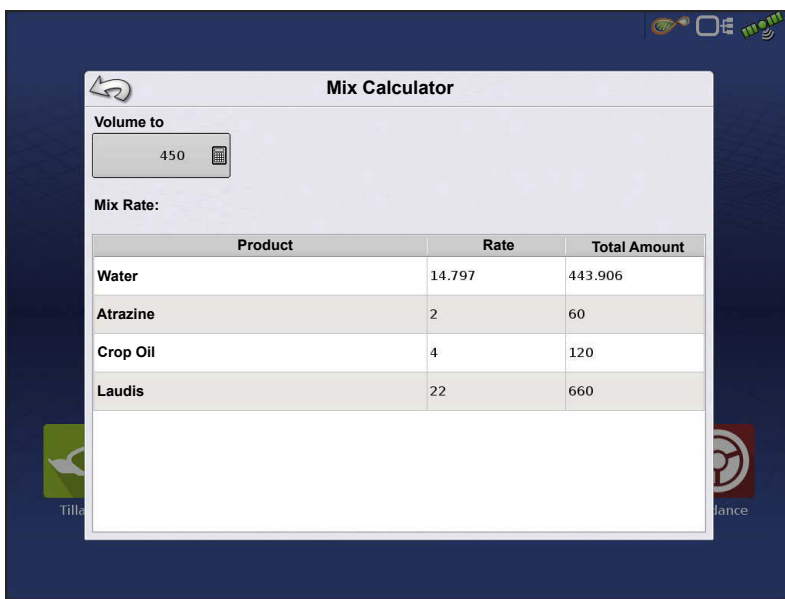 Mix Calculator
Volume to
450
Mix Rate:
Product Rate Total Amount
Water 14.797 443.906
Atrazine 2 60
Crop Oil 4 120
Laudis 22 660
Tilla
dance